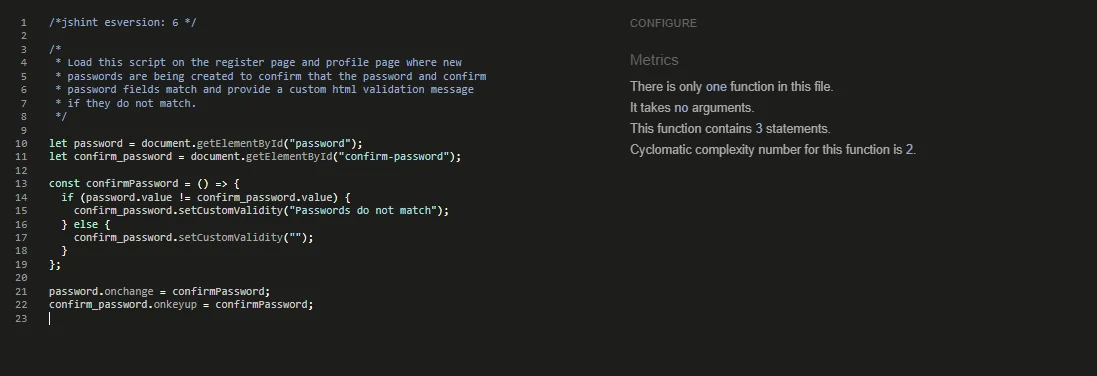 1 /*jshint esversion: 6 */
2
3 /*
4  * Load this script on the register page and profile page where new
5  * passwords are being created to confirm that the password and confirm
6  * password fields match and provide a custom html validation message
7  * if they do not match.
8  */
9
10 let password = document.getElementById("password");
11 let confirm_password = document.getElementById("confirm-password");
12
13 const confirmPassword = () => {
14   if (password.value != confirm_password.value) {
15     confirm_password.setCustomValidity("Passwords do not match");
16   } else {
17     confirm_password.setCustomValidity("");
18   }
19 };
20
21 password.onchange = confirmPassword;
22 confirm_password.onkeyup = confirmPassword;
23
CONFIGURE
Metrics
There is only one function in this file.
It takes no arguments.
This function contains 3 statements.
Cyclomatic complexity number for this function is 2.